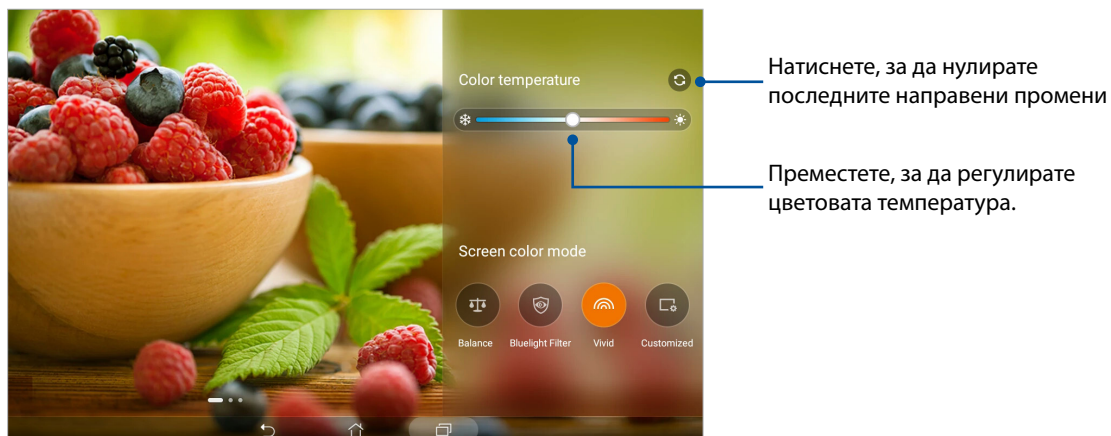 Color temperature
Натиснете, за да нулирате
последните направени промени
Преместете, за да регулирате
цветовата температура.
Screen color mode
Balance
Bluelight Filter
Vivid
Customized